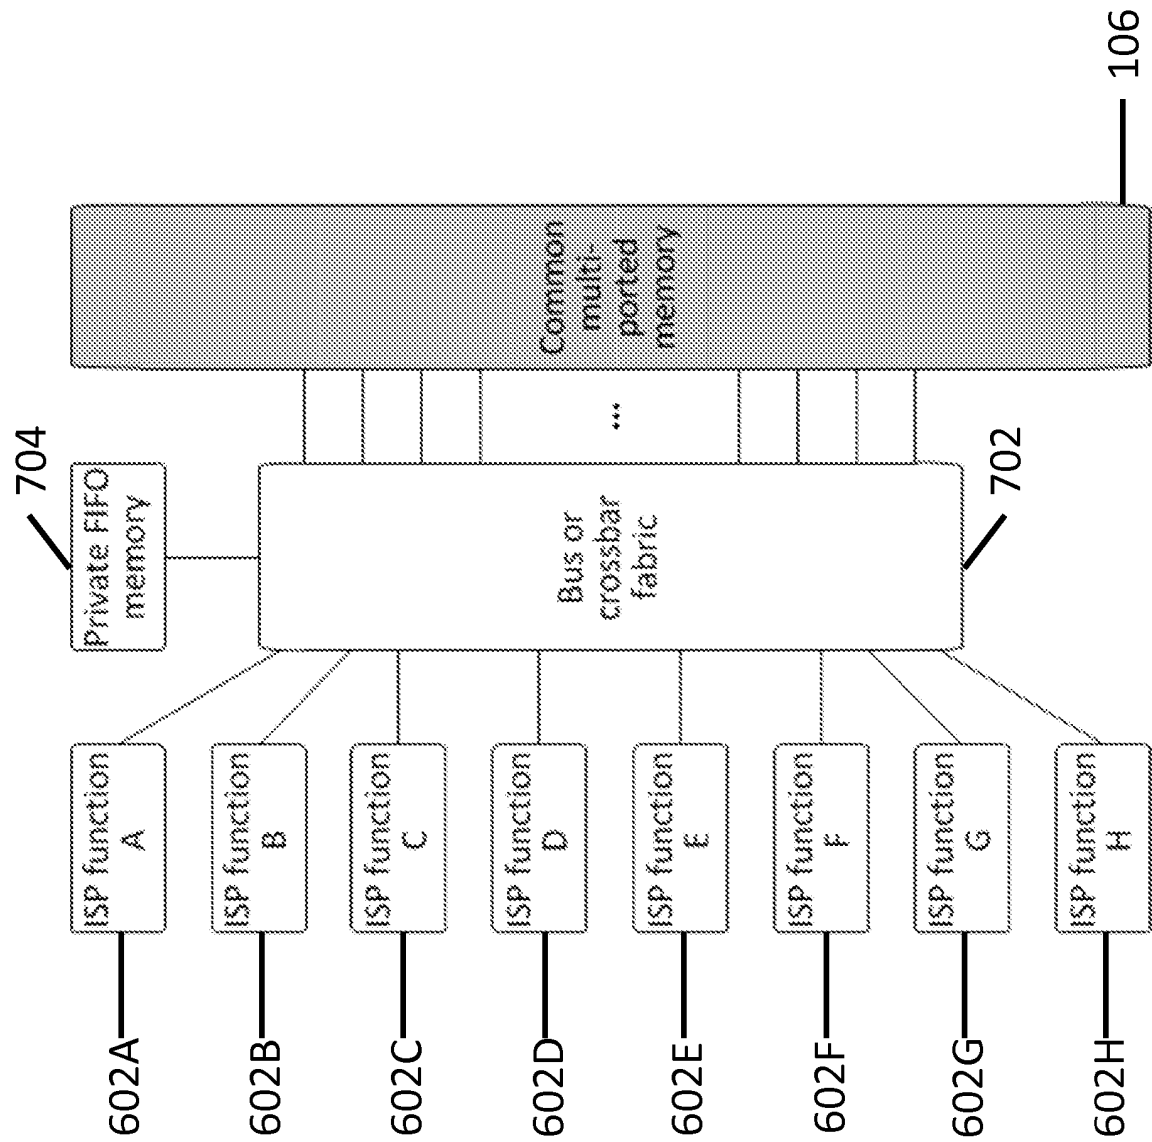 602A
ISP function
A
602B
ISP function
B
602C
ISP function
C
602D
ISP function
D
602E
ISP function
E
602F
ISP function
F
602G
ISP function
G
602H
ISP function
H
704
Private FIFO
memory
Bus or
crossbar
fabric
702
...
Common
multi-
ported
memory
106